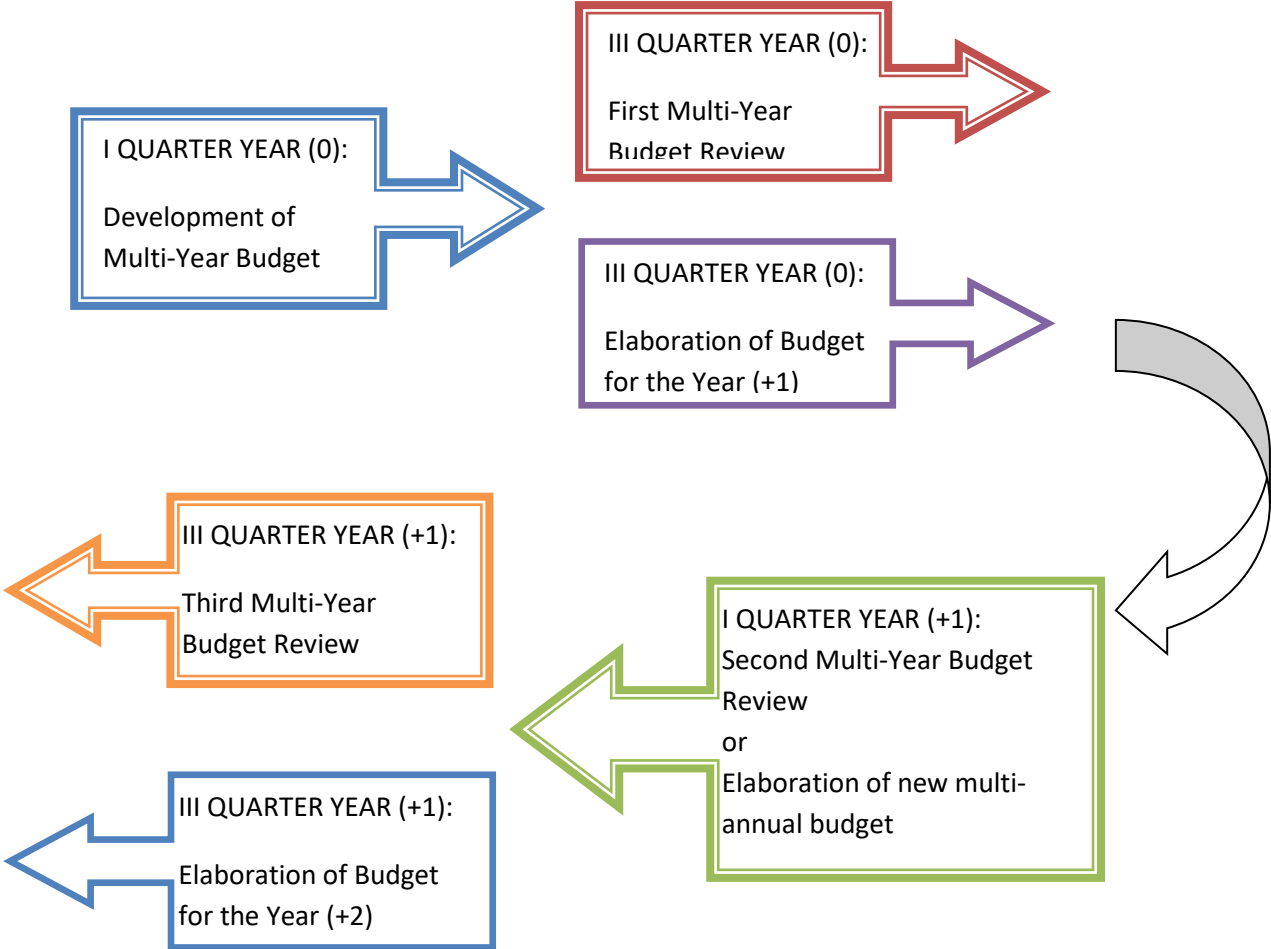 I QUARTER YEAR (0):
Development of
Multi-Year Budget
III QUARTER YEAR (0):
First Multi-Year
Budget Review
III QUARTER YEAR (0):
Elaboration of Budget
for the Year (+1)
I QUARTER YEAR (+1):
Second Multi-Year Budget
Review
or
Elaboration of new multi-
annual budget
III QUARTER YEAR (+1):
Third Multi-Year
Budget Review
III QUARTER YEAR (+1):
Elaboration of Budget
for the Year (+2)